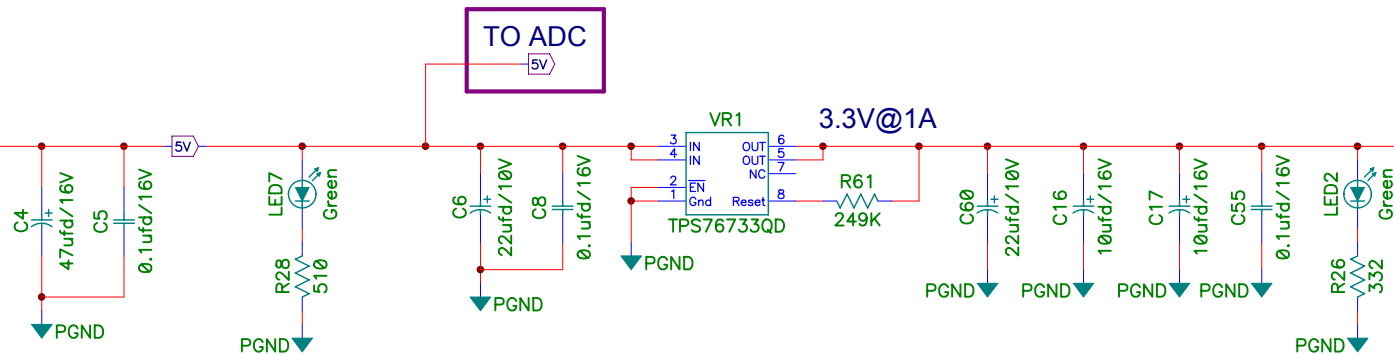 TO ADC
5V
5V
C4
47ufd/16V
C5
0.1ufd/16V
PGND
LED7
Green
R28
510
PGND
C6
22ufd/10V
C8
0.1ufd/16V
PGND
VR1
3 IN
4 IN
2 EN
1 Gnd
OUT 6
OUT 5
NC 7
Reset 8
TPS76733QD
PGND
3.3V@1A
R61
249K
C60
22ufd/10V
PGND
C16
10ufd/16V
PGND
C17
10ufd/16V
PGND
C55
0.1ufd/16V
PGND
LED2
Green
R26
332
PGND